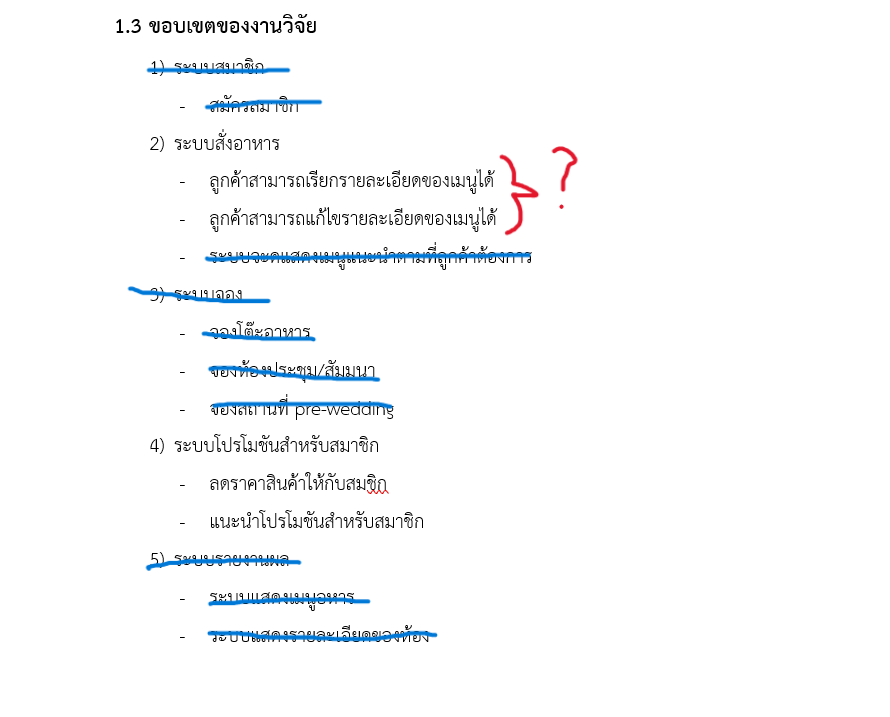 1.3 ขอบเขตของงานวิจัย
1) ระบบสมาชิก
- สมัครสมาชิก
2) ระบบสั่งอาหาร
- ลูกค้าสามารถเรียกรายละเอียดของเมนูได้
- ลูกค้าสามารถแก้ไขรายละเอียดของเมนูได้
} ?
- ระบบจะคแสดงเมนูแนะนำตามที่ลูกค้าต้องการ
3) ระบบจอง
- จองโต๊ะอาหาร
- จองห้องประชุม/สัมมนา
- จองสถานที่ pre-wedding
4) ระบบโปรโมชันสำหรับสมาชิก
- ลดราคาสินค้าให้กับสมชิก
- แนะนำโปรโมชันสำหรับสมาชิก
5) ระบบรายงานผล
- ระบบแสดงเมนูอหาร
- ระบบแสดงรายละเอียดของห้อง